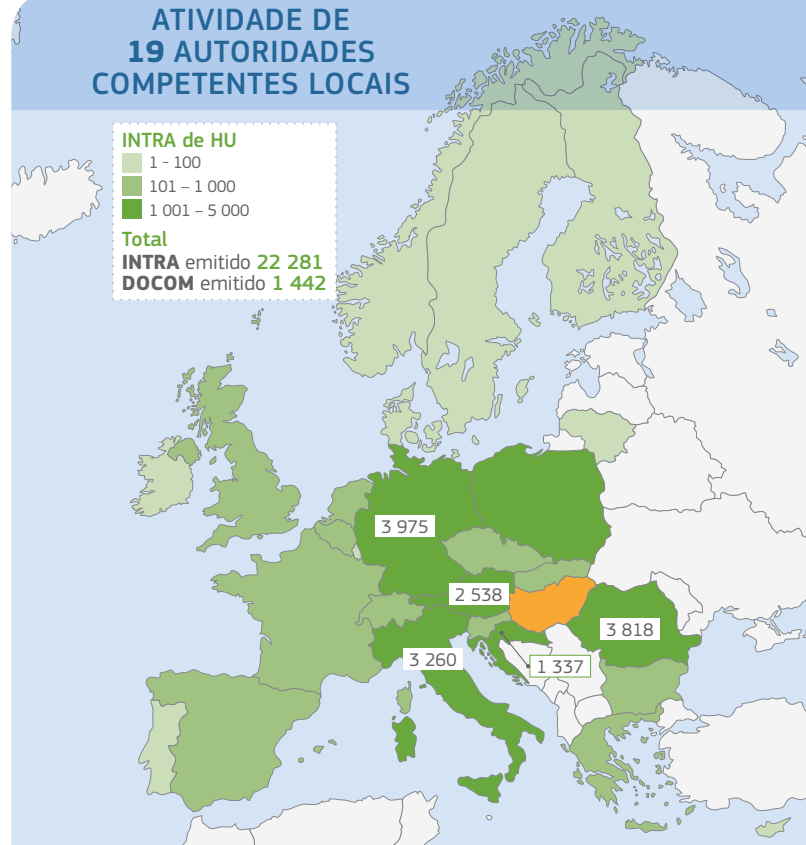 ATIVIDADE DE
19 AUTORIDADES
COMPETENTES LOCAIS
INTRA de HU
1 - 100
101 – 1 000
1 001 – 5 000
Total
INTRA emitido 22 281
DOCOM emitido 1 442
3 975
2 538
3 818
3 260
1 337